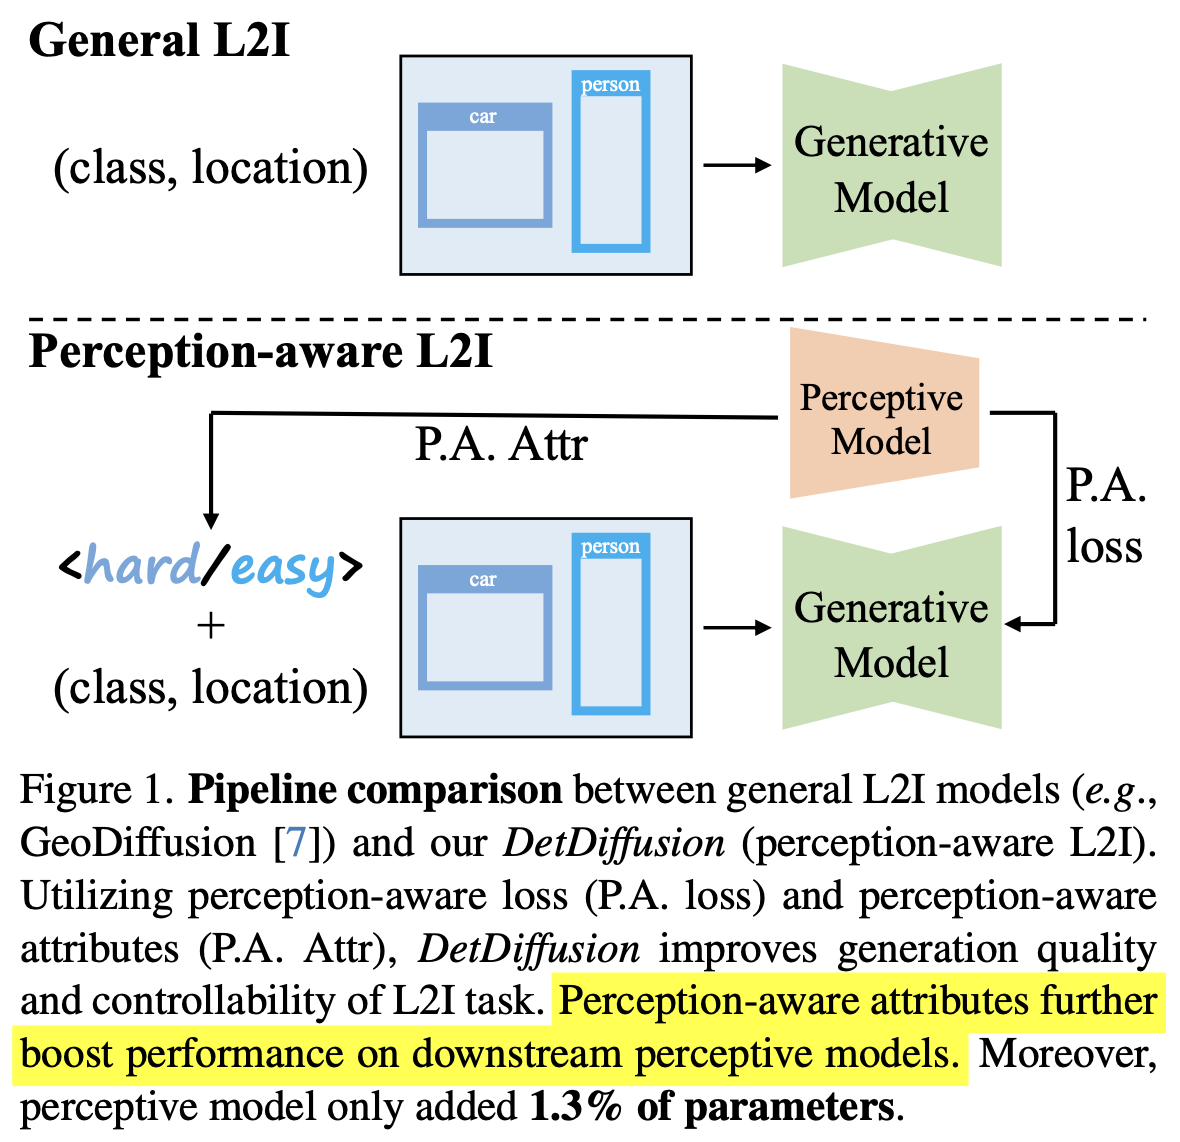 General L2I
(class, location)
car
person
Generative
Model
Perception-aware L2I
Perceptive
Model
P.A. Attr
P.A.
loss
<hard/easy>
+
(class, location)
car
person
Generative
Model
Figure 1. Pipeline comparison between general L2I models (e.g.,
GeoDiffusion [7]) and our DetDiffusion (perception-aware L2I).
Utilizing perception-aware loss (P.A. loss) and perception-aware
attributes (P.A. Attr), DetDiffusion improves generation quality
and controllability of L2I task. Perception-aware attributes further
boost performance on downstream perceptive models. Moreover,
perceptive model only added 1.3% of parameters.